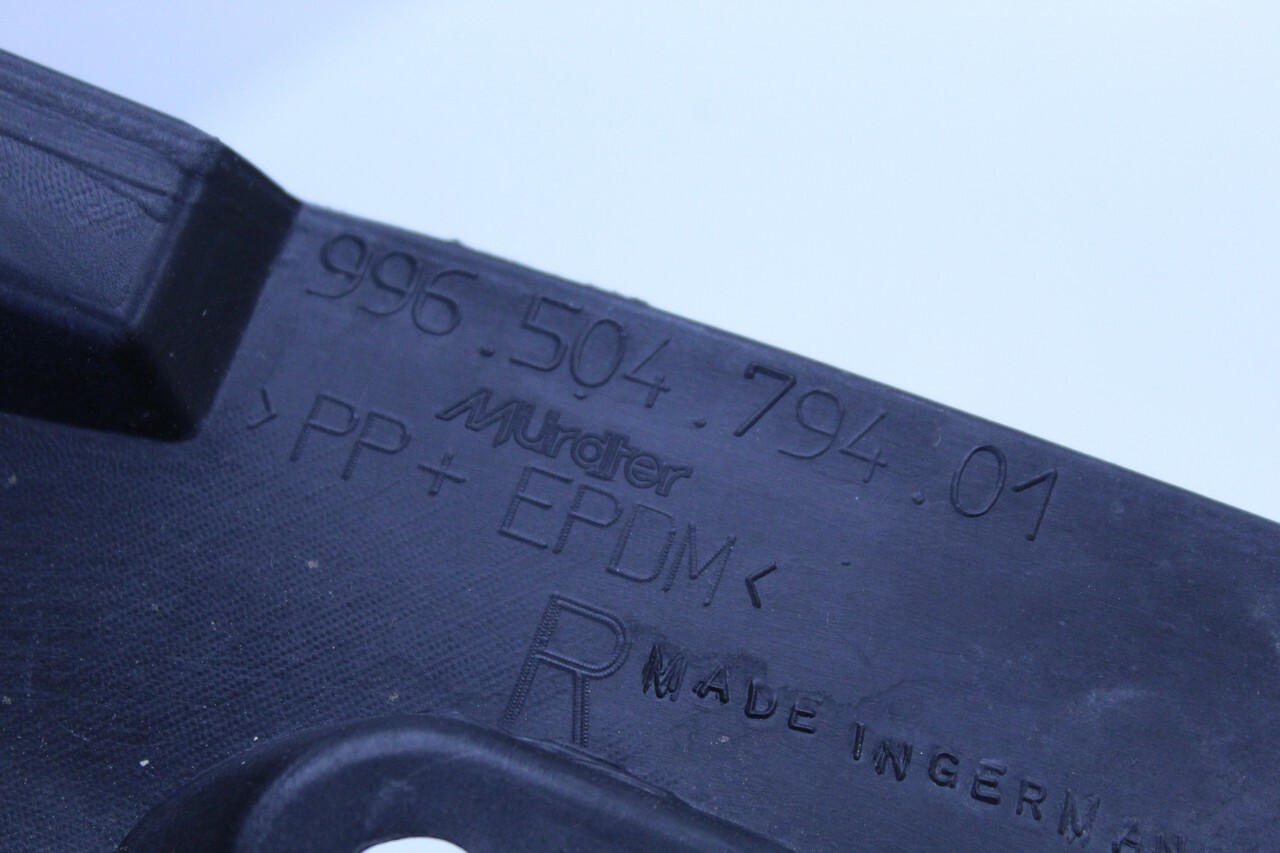 996.504.794.01
Mürdter
>PP+EPDM<
R
MADE IN GERMAN